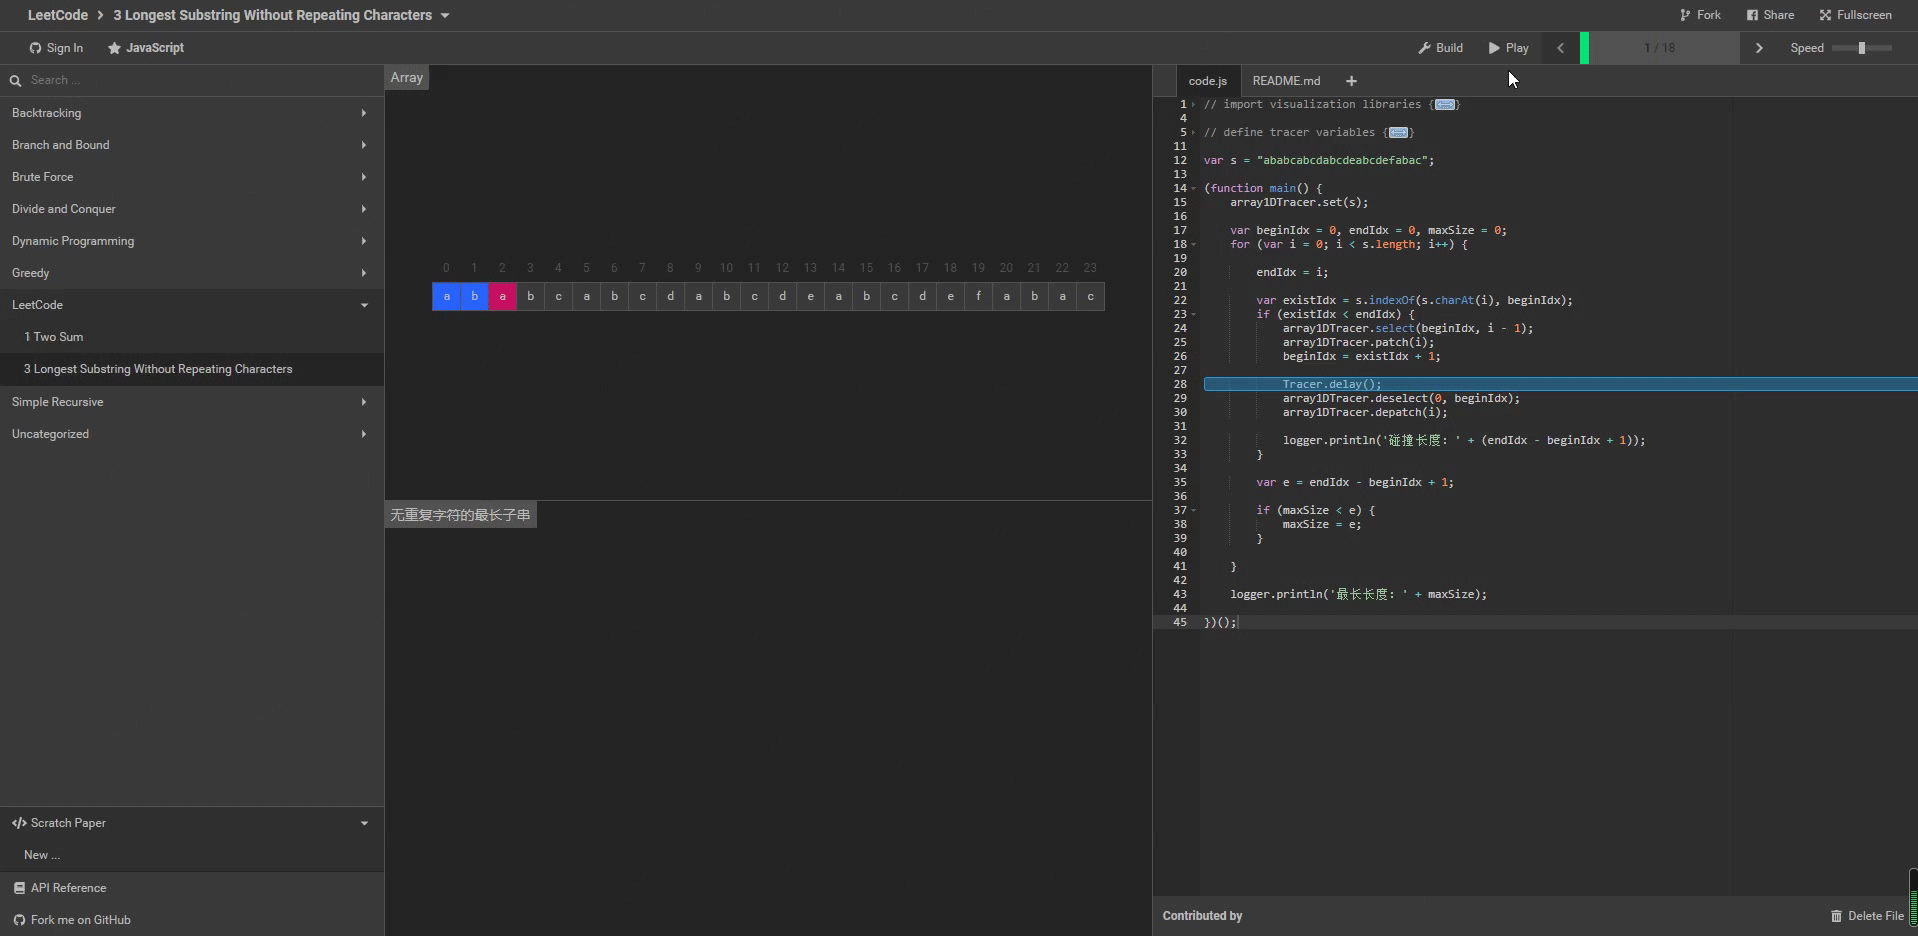 LeetCode > 3 Longest Substring Without Repeating Characters
Fork Share Fullscreen
Sign In JavaScript
Build Play < 1 / 18 > Speed
Search ...
Backtracking
Branch and Bound
Brute Force
Divide and Conquer
Dynamic Programming
Greedy
LeetCode
1 Two Sum
3 Longest Substring Without Repeating Characters
Simple Recursive
Uncategorized
</> Scratch Paper
New ...
API Reference
Fork me on GitHub
Array
0 1 2 3 4 5 6 7 8 9 10 11 12 13 14 15 16 17 18 19 20 21 22 23
a b a b c a b c d a b c d e a b c d e f a b a c
无重复字符的最长子串
code.js README.md +
1 // import visualization libraries {}
4
5 // define tracer variables {}
11
12 var s = "ababcabcdabcdeabcdefabac";
13
14 (function main() {
15 array1DTracer.set(s);
16
17 var beginIdx = 0, endIdx = 0, maxSize = 0;
18 for (var i = 0; i < s.length; i++) {
19
20 endIdx = i;
21
22 var existIdx = s.indexOf(s.charAt(i), beginIdx);
23 if (existIdx < endIdx) {
24 array1DTracer.select(beginIdx, i - 1);
25 array1DTracer.patch(i);
26 beginIdx = existIdx + 1;
27
28 Tracer.delay();
29 array1DTracer.deselect(0, beginIdx);
30 array1DTracer.depatch(i);
31
32 logger.println('碰撞长度: ' + (endIdx - beginIdx + 1));
33 }
34
35 var e = endIdx - beginIdx + 1;
36
37 if (maxSize < e) {
38 maxSize = e;
39 }
40
41 }
42
43 logger.println('最长长度: ' + maxSize);
44
45 })();
Contributed by
Delete File